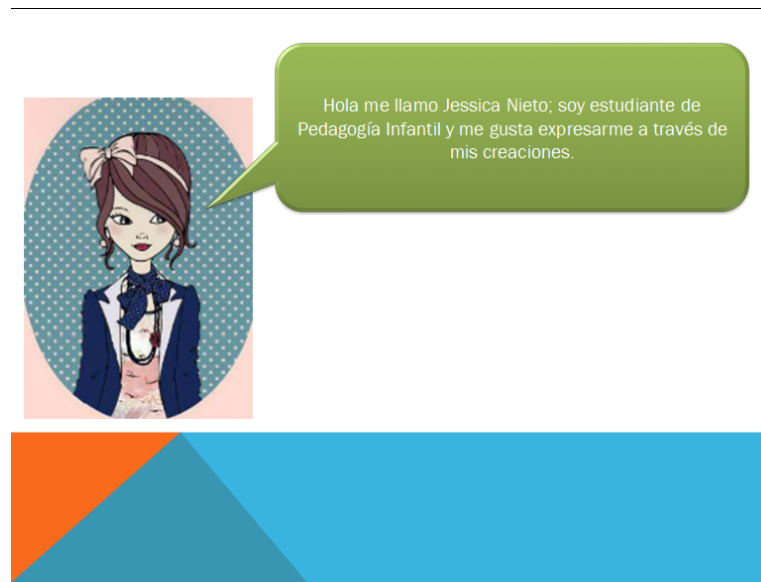 Hola me llamo Jessica Nieto; soy estudiante de
Pedagogía Infantil y me gusta expresarme a través de
mis creaciones.